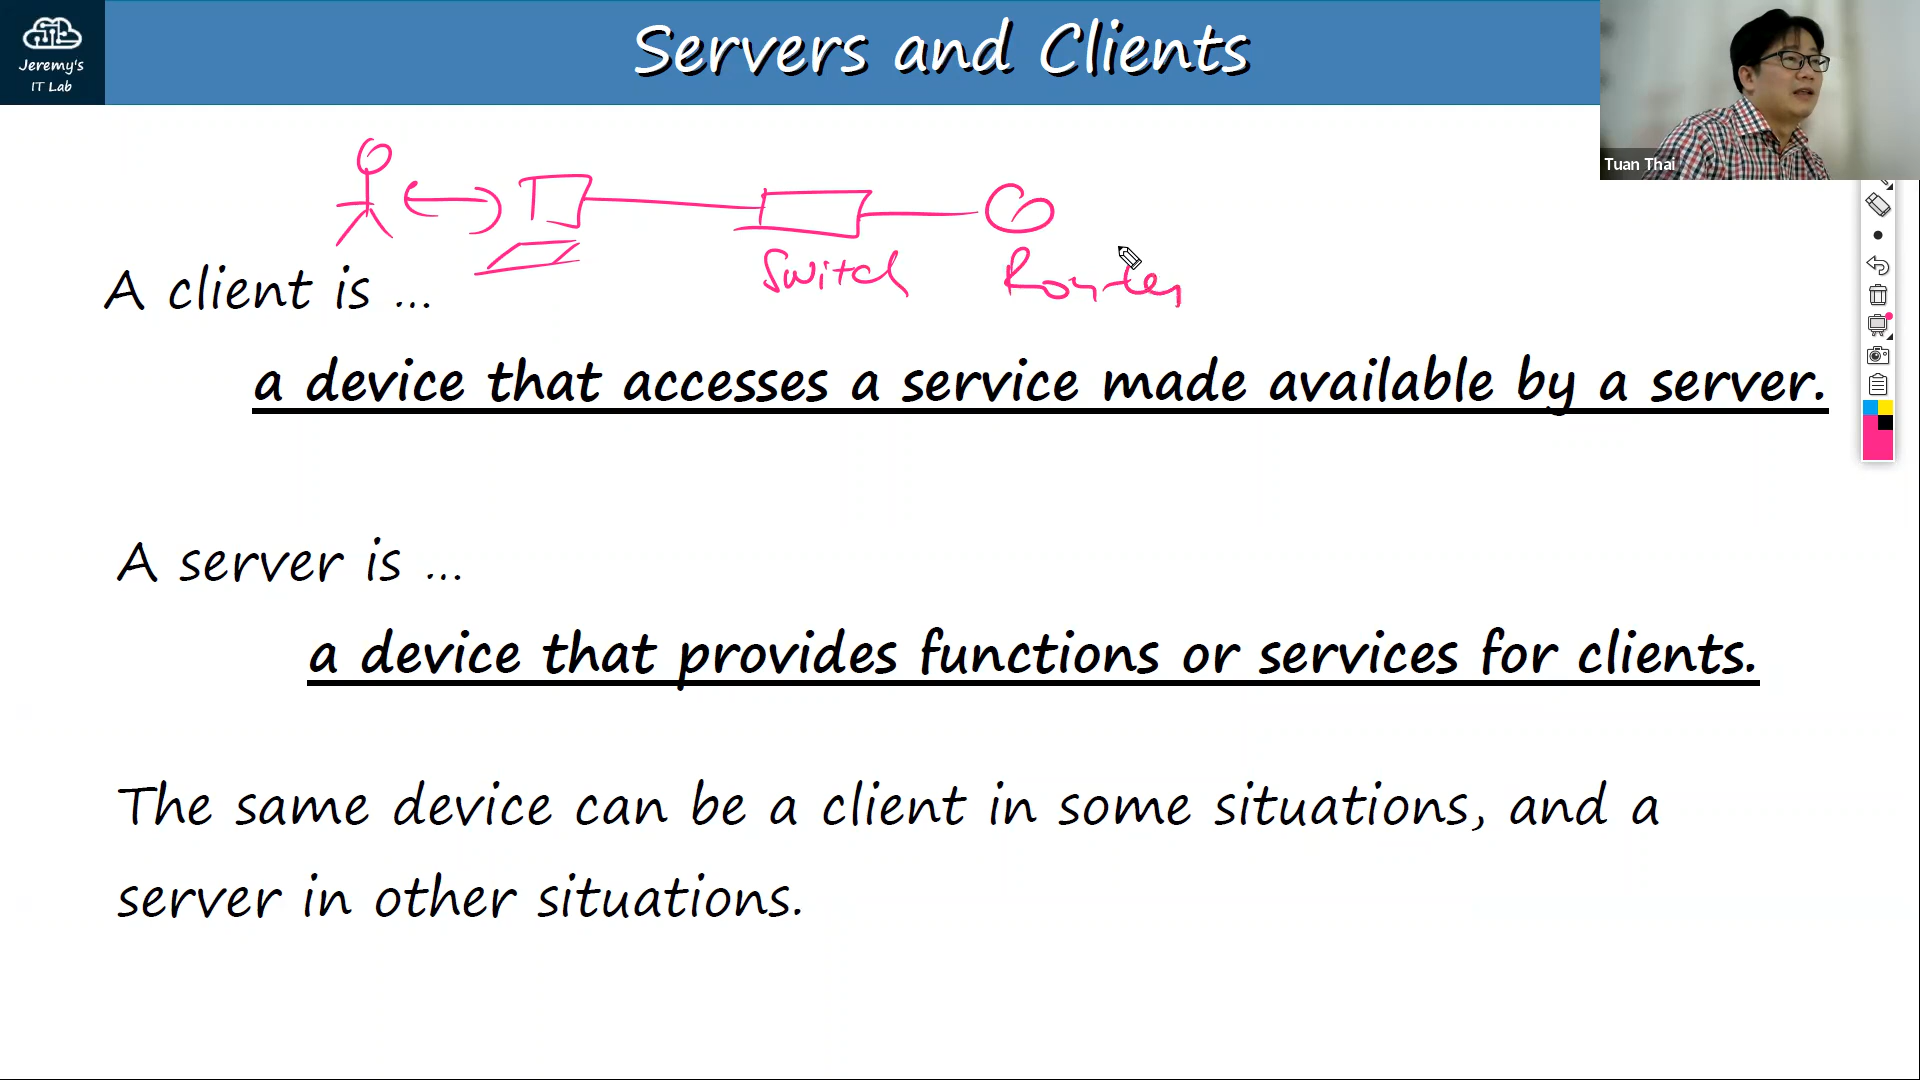 Jeremy's
IT Lab
Servers and Clients
Tuan Thai
Switch
Router
A client is ...
a device that accesses a service made available by a server.
A server is ...
a device that provides functions or services for clients.
The same device can be a client in some situations, and a
server in other situations.